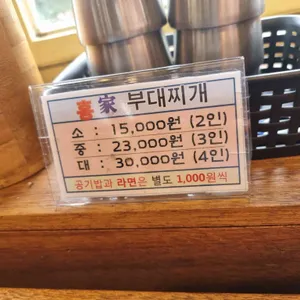 喜家 부대찌개
소 : 15,000원 (2인)
중 : 23,000원 (3인)
대 : 30,000원 (4인)
공기밥과 라면은 별도 1,000원씩